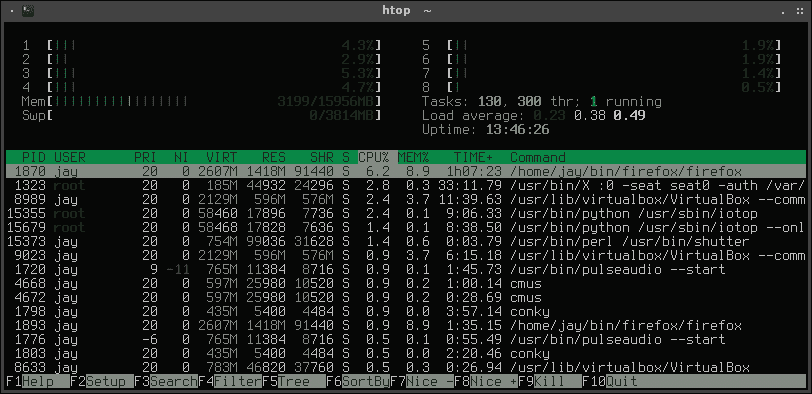 htop ~
1 [||| 4.3%] 5 [|| 1.9%]
2 [|| 2.9%] 6 [|| 1.9%]
3 [||| 5.3%] 7 [|| 1.4%]
4 [||| 4.7%] 8 [| 0.5%]
Mem[||||||||||||||||| 3199/15956MB] Tasks: 130, 300 thr; 1 running
Swp[ 0/3814MB] Load average: 0.23 0.38 0.49
Uptime: 13:46:26
PID USER PRI NI VIRT RES SHR S CPU% MEM% TIME+ Command
1870 jay 20 0 2607M 1418M 91440 S 6.2 8.9 1h07:23 /home/jay/bin/firefox/firefox
1323 root 20 0 185M 44932 24296 S 2.8 0.3 33:11.79 /usr/bin/X :0 -seat seat0 -auth /var/
8989 jay 20 0 2129M 596M 576M S 2.4 3.7 11:39.63 /usr/lib/virtualbox/VirtualBox --comm
15355 root 20 0 58460 17896 7736 S 2.4 0.1 9:06.33 /usr/bin/python /usr/sbin/iotop
15679 root 20 0 58468 17828 7636 S 1.4 0.1 8:38.50 /usr/bin/python /usr/sbin/iotop --onl
15373 jay 20 0 754M 99036 31628 S 1.4 0.6 0:03.79 /usr/bin/perl /usr/bin/shutter
9023 jay 20 0 2129M 596M 576M S 0.9 3.7 6:15.18 /usr/lib/virtualbox/VirtualBox --comm
1720 jay 9 -11 765M 11384 8716 S 0.9 0.1 1:45.73 /usr/bin/pulseaudio --start
4668 jay 20 0 597M 25980 10520 S 0.9 0.2 1:00.14 cmus
4672 jay 20 0 597M 25980 10520 S 0.9 0.2 0:28.69 cmus
1798 jay 20 0 435M 5400 4484 S 0.9 0.0 3:57.14 conky
1893 jay 20 0 2607M 1418M 91440 S 0.9 8.9 1:35.15 /home/jay/bin/firefox/firefox
1776 jay -6 0 765M 11384 8716 S 0.5 0.1 0:55.49 /usr/bin/pulseaudio --start
1803 jay 20 0 435M 5400 4484 S 0.5 0.0 2:20.46 conky
8633 jay 20 0 783M 46820 37760 S 0.5 0.3 0:26.94 /usr/lib/virtualbox/VirtualBox
F1Help F2Setup F3SearchF4FilterF5Tree F6SortByF7Nice -F8Nice +F9Kill F10Quit